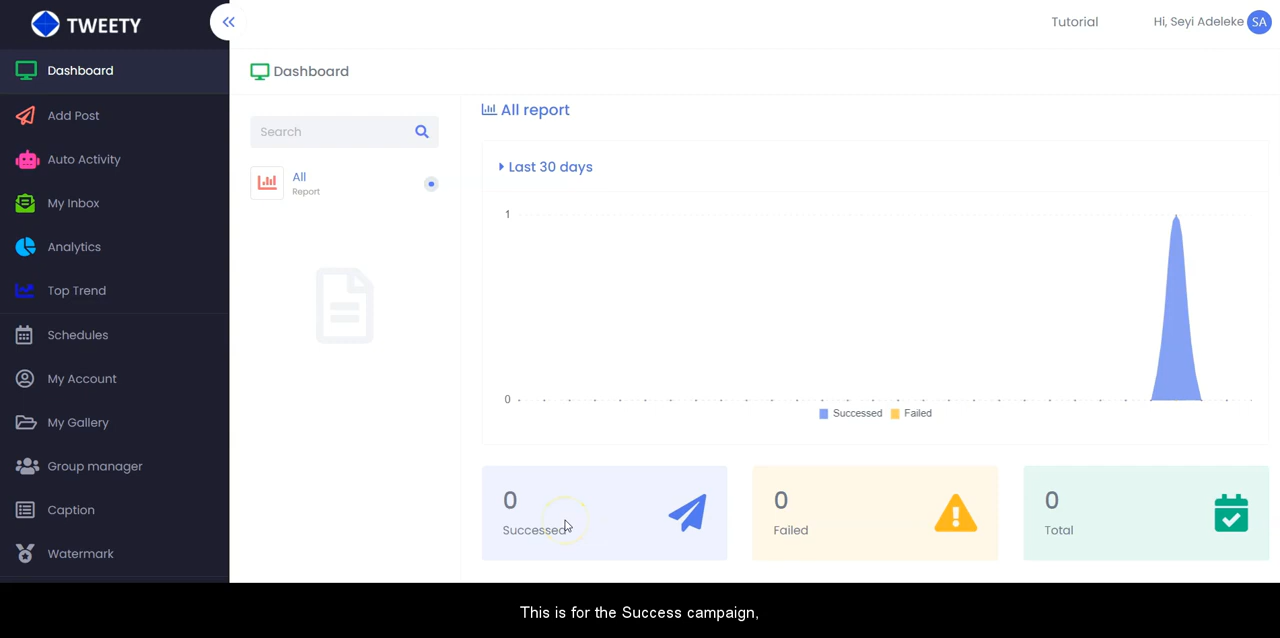 TWEETY
Dashboard
Add Post
Auto Activity
My Inbox
Analytics
Top Trend
Schedules
My Account
My Gallery
Group manager
Caption
Watermark
Tutorial
Hi, Seyi Adeleke SA
Dashboard
Search
All
Report
All report
Last 30 days
1
0
Successed Failed
0
Successed
0
Failed
0
Total
This is for the Success campaign,